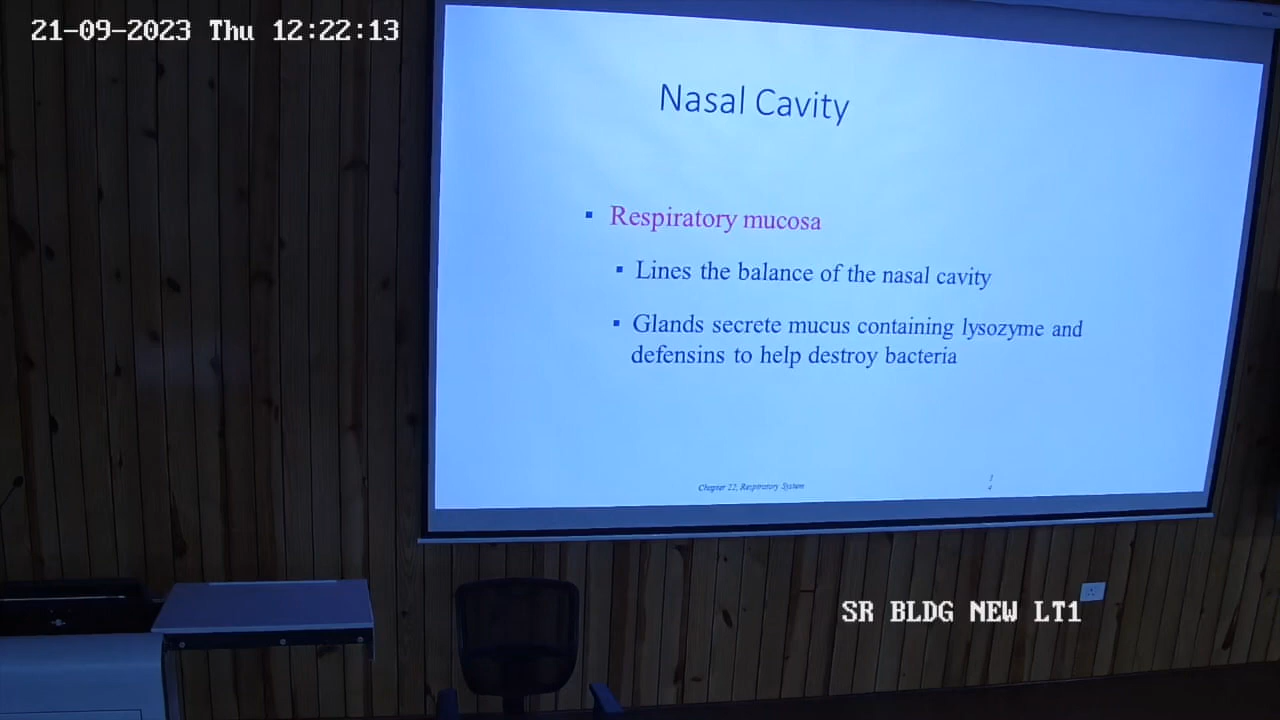 21-09-2023 Thu 12:22:13
Nasal Cavity
▪ Respiratory mucosa
▪ Lines the balance of the nasal cavity
▪ Glands secrete mucus containing lysozyme and
defensins to help destroy bacteria
Chapter 22, Respiratory System
SR BLDG NEW LT1